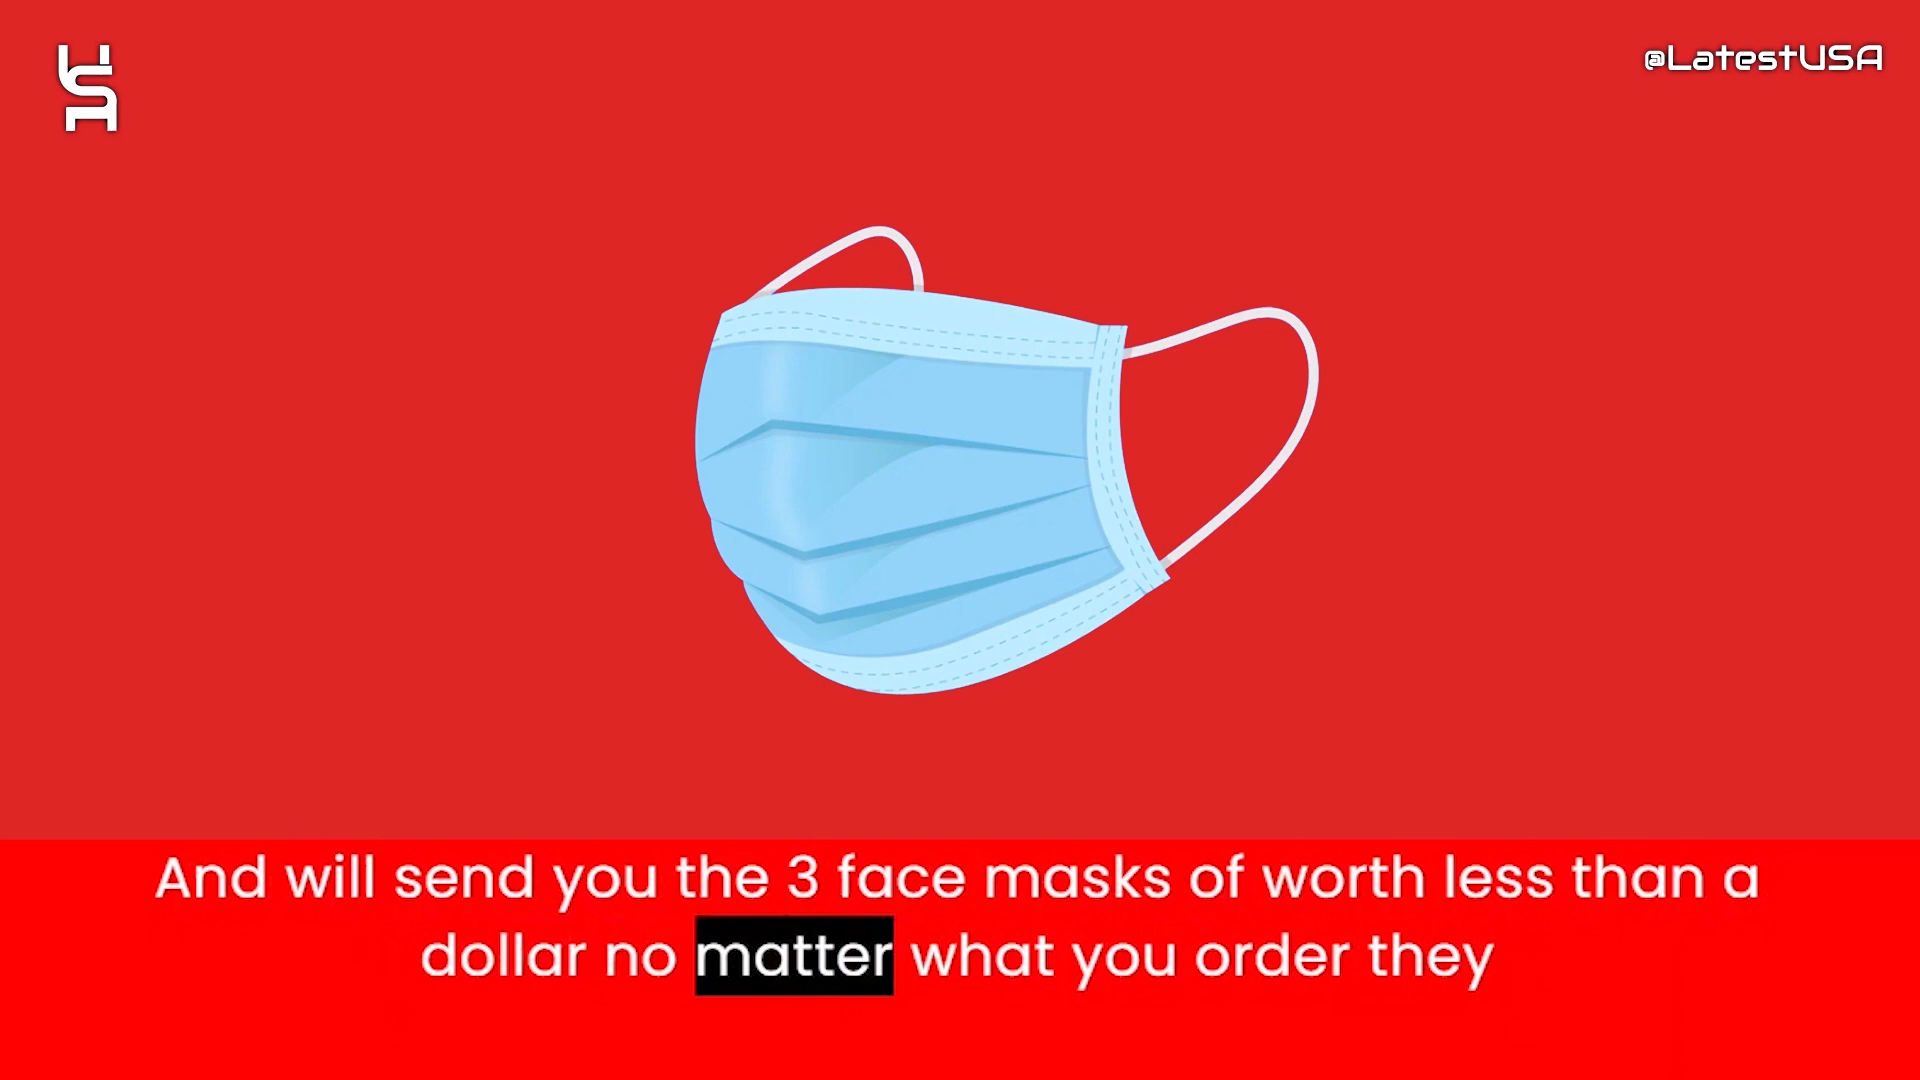 USA
@LatestUSA
And will send you the 3 face masks of worth less than a
dollar no matter what you order they